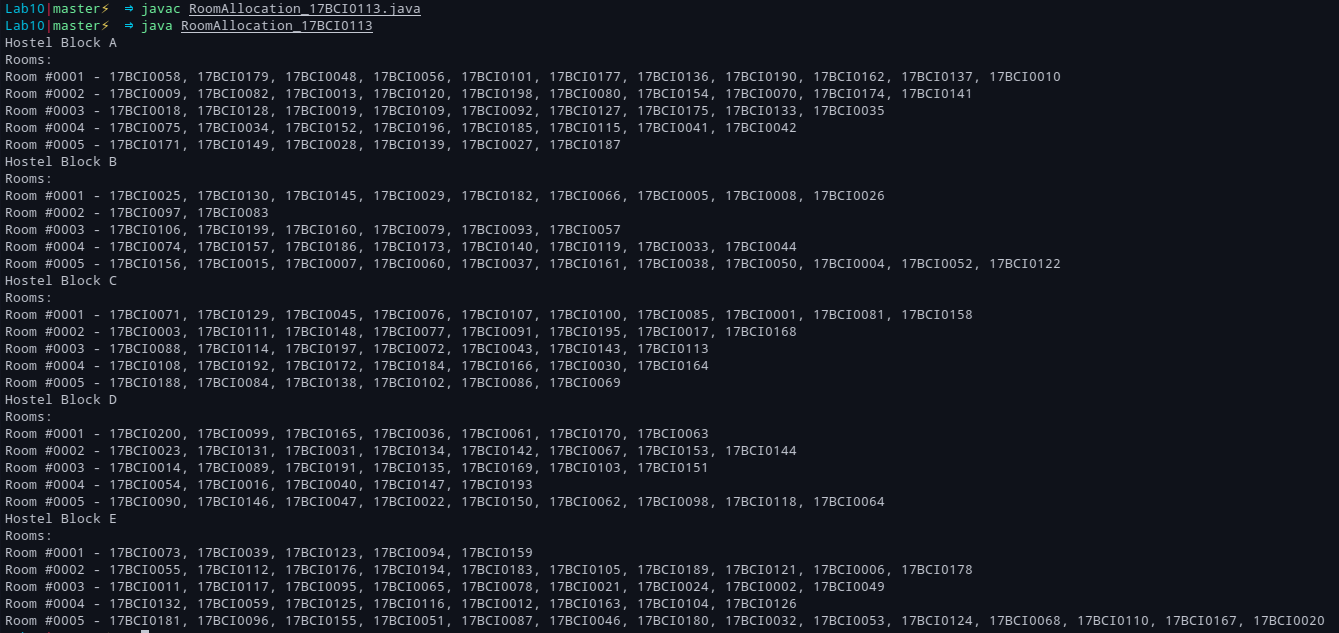 Lab10|master⚡ ⇒ javac RoomAllocation_17BCI0113.java
Lab10|master⚡ ⇒ java RoomAllocation_17BCI0113
Hostel Block A
Rooms:
Room #0001 - 17BCI0058, 17BCI0179, 17BCI0048, 17BCI0056, 17BCI0101, 17BCI0177, 17BCI0136, 17BCI0190, 17BCI0162, 17BCI0137, 17BCI0010
Room #0002 - 17BCI0009, 17BCI0082, 17BCI0013, 17BCI0120, 17BCI0198, 17BCI0080, 17BCI0154, 17BCI0070, 17BCI0174, 17BCI0141
Room #0003 - 17BCI0018, 17BCI0128, 17BCI0019, 17BCI0109, 17BCI0092, 17BCI0127, 17BCI0175, 17BCI0133, 17BCI0035
Room #0004 - 17BCI0075, 17BCI0034, 17BCI0152, 17BCI0196, 17BCI0185, 17BCI0115, 17BCI0041, 17BCI0042
Room #0005 - 17BCI0171, 17BCI0149, 17BCI0028, 17BCI0139, 17BCI0027, 17BCI0187
Hostel Block B
Rooms:
Room #0001 - 17BCI0025, 17BCI0130, 17BCI0145, 17BCI0029, 17BCI0182, 17BCI0066, 17BCI0005, 17BCI0008, 17BCI0026
Room #0002 - 17BCI0097, 17BCI0083
Room #0003 - 17BCI0106, 17BCI0199, 17BCI0160, 17BCI0079, 17BCI0093, 17BCI0057
Room #0004 - 17BCI0074, 17BCI0157, 17BCI0186, 17BCI0173, 17BCI0140, 17BCI0119, 17BCI0033, 17BCI0044
Room #0005 - 17BCI0156, 17BCI0015, 17BCI0007, 17BCI0060, 17BCI0037, 17BCI0161, 17BCI0038, 17BCI0050, 17BCI0004, 17BCI0052, 17BCI0122
Hostel Block C
Rooms:
Room #0001 - 17BCI0071, 17BCI0129, 17BCI0045, 17BCI0076, 17BCI0107, 17BCI0100, 17BCI0085, 17BCI0001, 17BCI0081, 17BCI0158
Room #0002 - 17BCI0003, 17BCI0111, 17BCI0148, 17BCI0077, 17BCI0091, 17BCI0195, 17BCI0017, 17BCI0168
Room #0003 - 17BCI0088, 17BCI0114, 17BCI0197, 17BCI0072, 17BCI0043, 17BCI0143, 17BCI0113
Room #0004 - 17BCI0108, 17BCI0192, 17BCI0172, 17BCI0184, 17BCI0166, 17BCI0030, 17BCI0164
Room #0005 - 17BCI0188, 17BCI0084, 17BCI0138, 17BCI0102, 17BCI0086, 17BCI0069
Hostel Block D
Rooms:
Room #0001 - 17BCI0200, 17BCI0099, 17BCI0165, 17BCI0036, 17BCI0061, 17BCI0170, 17BCI0063
Room #0002 - 17BCI0023, 17BCI0131, 17BCI0031, 17BCI0134, 17BCI0142, 17BCI0067, 17BCI0153, 17BCI0144
Room #0003 - 17BCI0014, 17BCI0089, 17BCI0191, 17BCI0135, 17BCI0169, 17BCI0103, 17BCI0151
Room #0004 - 17BCI0054, 17BCI0016, 17BCI0040, 17BCI0147, 17BCI0193
Room #0005 - 17BCI0090, 17BCI0146, 17BCI0047, 17BCI0022, 17BCI0150, 17BCI0062, 17BCI0098, 17BCI0118, 17BCI0064
Hostel Block E
Rooms:
Room #0001 - 17BCI0073, 17BCI0039, 17BCI0123, 17BCI0094, 17BCI0159
Room #0002 - 17BCI0055, 17BCI0112, 17BCI0176, 17BCI0194, 17BCI0183, 17BCI0105, 17BCI0189, 17BCI0121, 17BCI0006, 17BCI0178
Room #0003 - 17BCI0011, 17BCI0117, 17BCI0095, 17BCI0065, 17BCI0078, 17BCI0021, 17BCI0024, 17BCI0002, 17BCI0049
Room #0004 - 17BCI0132, 17BCI0059, 17BCI0125, 17BCI0116, 17BCI0012, 17BCI0163, 17BCI0104, 17BCI0126
Room #0005 - 17BCI0181, 17BCI0096, 17BCI0155, 17BCI0051, 17BCI0087, 17BCI0046, 17BCI0180, 17BCI0032, 17BCI0053, 17BCI0124, 17BCI0068, 17BCI0110, 17BCI0167, 17BCI0020